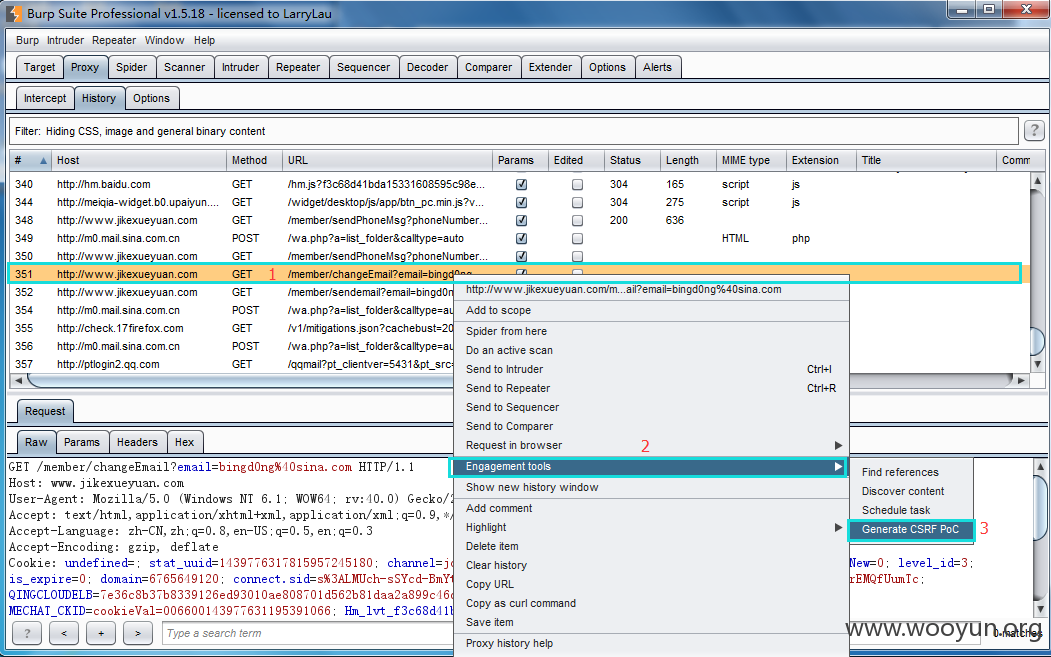 Burp Suite Professional v1.5.18 - licensed to LarryLau
Burp Intruder Repeater Window Help
Target Proxy Spider Scanner Intruder Repeater Sequencer Decoder Comparer Extender Options Alerts
Intercept History Options
Filter: Hiding CSS, image and general binary content ?
# Host Method URL Params Edited Status Length MIME type Extension Title Comm
340 http://hm.baidu.com GET /hm.js?f3c68d41bda15331608595c98e... 304 165 script js
344 http://meiqia-widget.b0.upaiyun.... GET /widget/desktop/js/app/btn_pc.min.js?v... 304 275 script js
348 http://www.jikexueyuan.com GET /member/sendPhoneMsg?phoneNumber... 200 636
349 http://m0.mail.sina.com.cn POST /wa.php?a=list_folder&calltype=auto HTML php
350 http://www.jikexueyuan.com GET /member/sendPhoneMsg?phoneNumber...
351 http://www.jikexueyuan.com GET 1 /member/changeEmail?email=bingd0ng
352 http://www.jikexueyuan.com GET /member/sendemail?email=bingd0n
354 http://m0.mail.sina.com.cn POST /wa.php?a=list_folder&calltype=au
355 http://check.17firefox.com GET /v1/mitigations.json?cachebust=20
356 http://m0.mail.sina.com.cn POST /wa.php?a=list_folder&calltype=au
357 http://ptlogin2.qq.com GET /qqmail?pt_clientver=5431&pt_src=
http://www.jikexueyuan.com/m...ail?email=bingd0ng%40sina.com
Add to scope
Spider from here
Do an active scan
Send to Intruder Ctrl+I
Send to Repeater Ctrl+R
Send to Sequencer
Send to Comparer
Request in browser 2
Engagement tools
Show new history window
Add comment
Highlight
Delete item
Clear history
Copy URL
Copy as curl command
Save item
Proxy history help
Find references
Discover content
Schedule task
Generate CSRF PoC 3
Request
Raw Params Headers Hex
GET /member/changeEmail?email=bingd0ng%40sina.com HTTP/1.1
Host: www.jikexueyuan.com
User-Agent: Mozilla/5.0 (Windows NT 6.1; WOW64; rv:40.0) Gecko/2
Accept: text/html,application/xhtml+xml,application/xml;q=0.9,*/
Accept-Language: zh-CN,zh;q=0.8,en-US;q=0.5,en;q=0.3
Accept-Encoding: gzip, deflate
Cookie: undefined=; stat_uuid=1439776317815957245180; channel=jo New=0; level_id=3;
is_expire=0; domain=6765649120; connect.sid=s%3ALMUch-sSYcd-BmYt rEMQfUumTc;
QINGCLOUDELB=7e36c8b37b8339126ed93010ae808701d562b81daa2a899c46d
MECHAT_CKID=cookieVal=006600143977631195391066; Hm_lvt_f3c68d41b
? < + > Type a search term 0 matches
www.wooyun.org